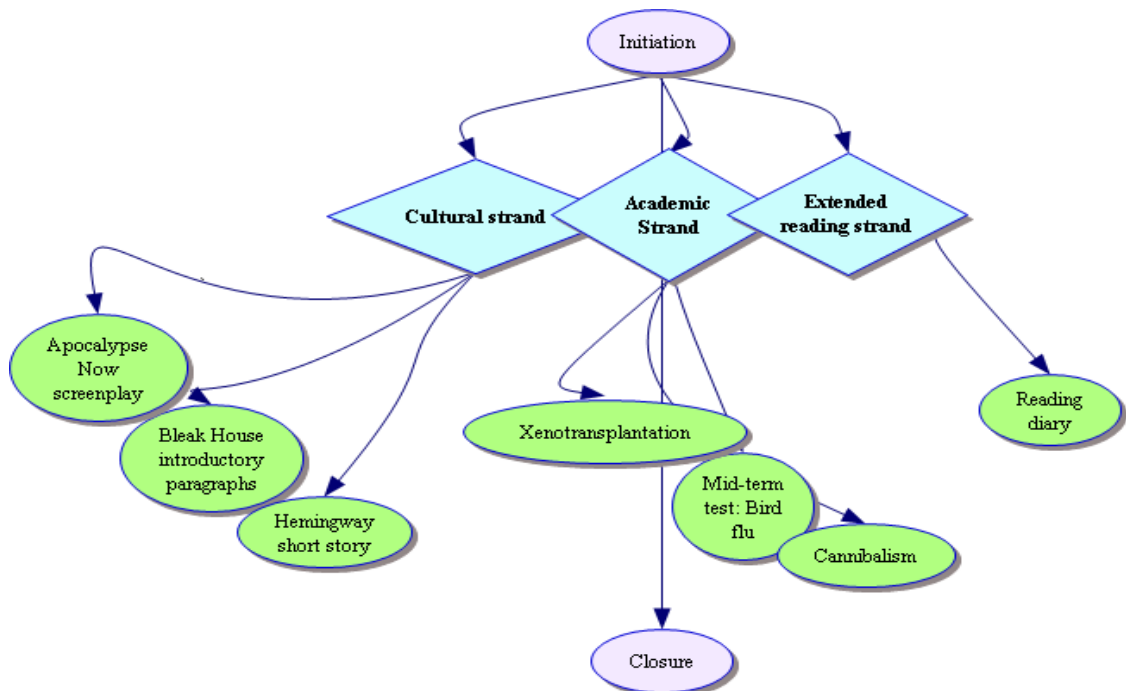 Initiation
Cultural strand
Academic
Strand
Extended
reading strand
Apocalypse
Now
screenplay
Bleak House
introductory
paragraphs
Hemingway
short story
Xenotransplantation
Mid-term
test: Bird
flu
Cannibalism
Reading
diary
Closure